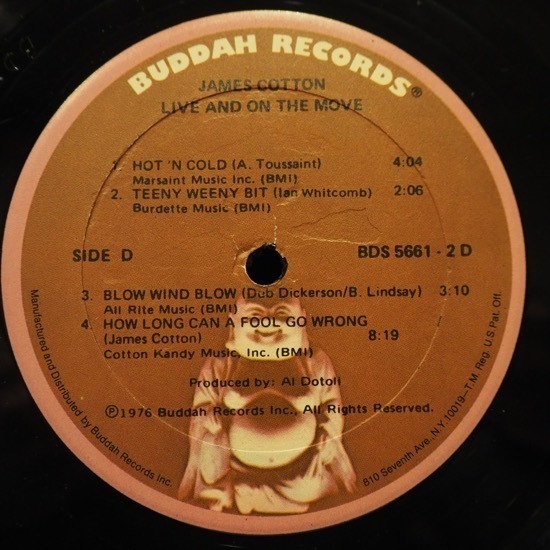 BUDDAH RECORDS®
JAMES COTTON
LIVE AND ON THE MOVE
1. HOT 'N COLD (A. Toussaint) 4:04
Marsaint Music Inc. (BMI)
2. TEENY WEENY BIT (Ian Whitcomb) 2:06
Burdette Music (BMI)
SIDE D BDS 5661 - 2 D
3. BLOW WIND BLOW (Dub Dickerson/B. Lindsay) 3:10
All Rite Music (BMI)
4. HOW LONG CAN A FOOL GO WRONG
(James Cotton) 8:19
Cotton Kandy Music, Inc. (BMI)
Produced by: Al Dotoli
Ⓟ1976 Buddah Records Inc., All Rights Reserved.
Manufactured and Distributed by Buddah Records Inc.
810 Seventh Ave. N.Y. 10019-T.M. Reg. U.S. Pat. Off.